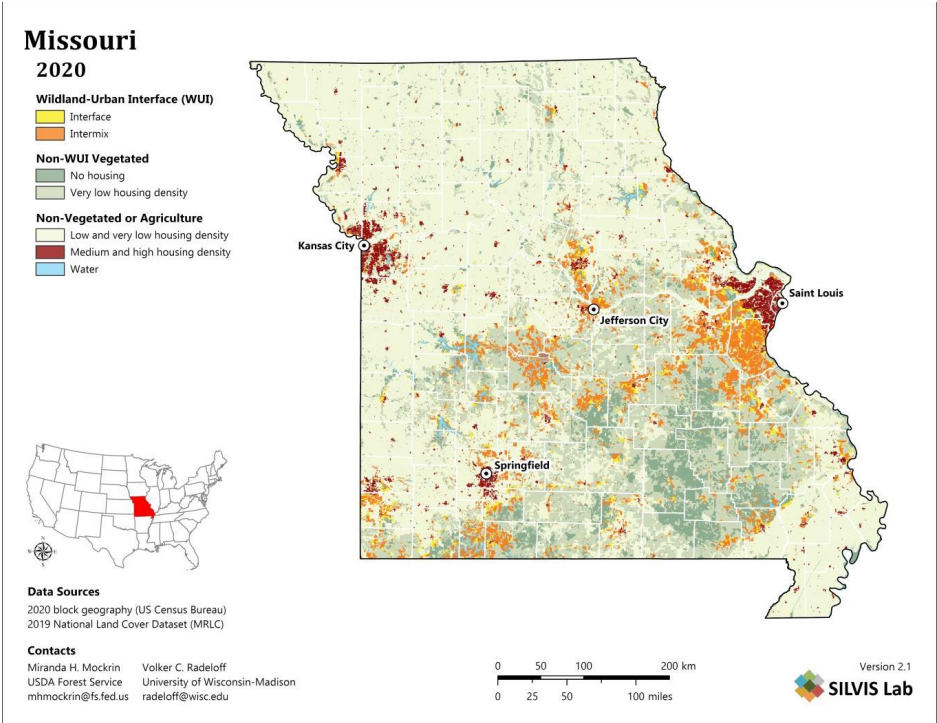 Missouri
2020
Wildland-Urban Interface (WUI)
Interface
Intermix
Non-WUI Vegetated
No housing
Very low housing density
Non-Vegetated or Agriculture
Low and very low housing density
Medium and high housing density
Water
Kansas City
Saint Louis
Jefferson City
Springfield
N
W E
S
Data Sources
2020 block geography (US Census Bureau)
2019 National Land Cover Dataset (MRLC)
Contacts
Miranda H. Mockrin Volker C. Radeloff
USDA Forest Service University of Wisconsin-Madison
mhmockrin@fs.fed.us radeloff@wisc.edu
0 50 100 200 km
0 25 50 100 miles
Version 2.1
SILVIS Lab